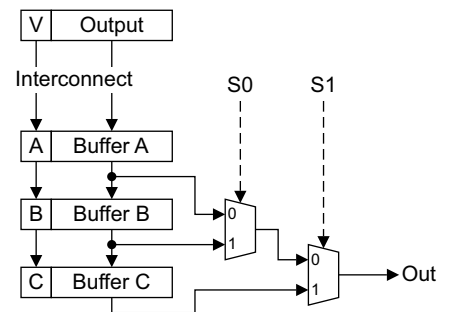 V Output
Interconnect
S0 S1
A Buffer A
B Buffer B
0
1
0
1
C Buffer C
Out